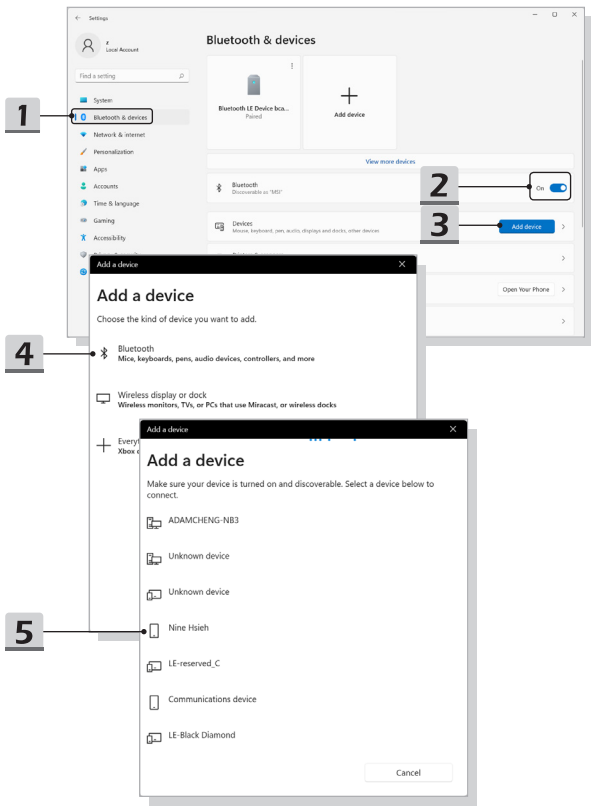 Settings
z
Local Account
Find a setting
System
Bluetooth & devices
Network & internet
Personalization
Apps
Accounts
Time & language
Gaming
Accessibility
Bluetooth & devices
Bluetooth LE Device bca...
Paired
Add device
View more devices
Bluetooth
Discoverable as "MSI"
On
Devices
Mouse, keyboard, pen, audio, displays and docks, other devices
Add device
Open Your Phone
1
2
3
4
5
Add a device
Add a device
Choose the kind of device you want to add.
Bluetooth
Mice, keyboards, pens, audio devices, controllers, and more
Wireless display or dock
Wireless monitors, TVs, or PCs that use Miracast, or wireless docks
Xbox
Add a device
Add a device
Make sure your device is turned on and discoverable. Select a device below to
connect.
ADAMCHENG-NB3
Unknown device
Unknown device
Nine Hsieh
LE-reserved_C
Communications device
LE-Black Diamond
Cancel